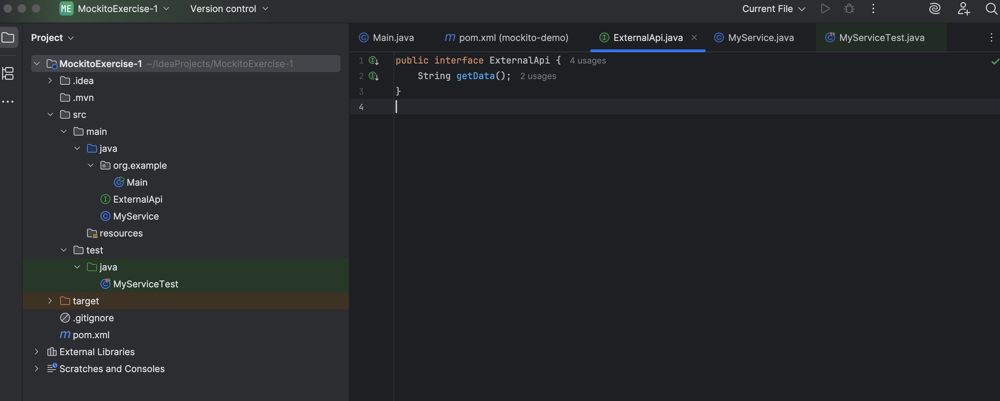 ME MockitoExercise-1 Version control Current File
Project
MockitoExercise-1 ~/IdeaProjects/MockitoExercise-1
.idea
.mvn
src
main
java
org.example
Main
ExternalApi
MyService
resources
test
java
MyServiceTest
target
.gitignore
m pom.xml
External Libraries
Scratches and Consoles
Main.java m pom.xml (mockito-demo) ExternalApi.java MyService.java MyServiceTest.java
1 public interface ExternalApi { 4 usages
2 String getData(); 2 usages
3 }
4